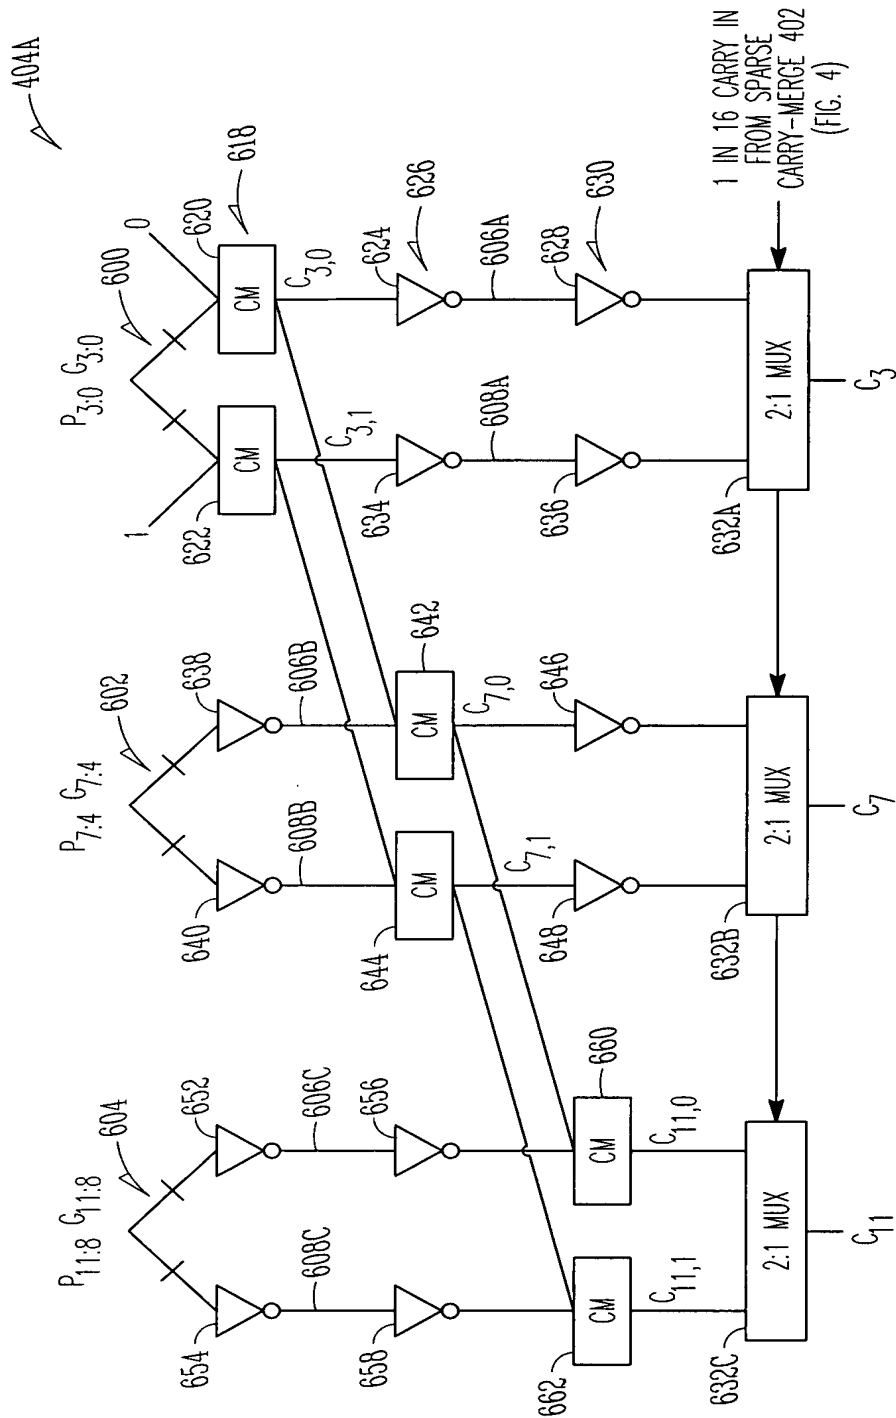 404A
P11:8 G11:8
604
P7:4 G7:4
602
P3:0 G3:0
600
1
0
654
652
640
638
622
CM
620
CM
618
608C
606C
608B
606B
C3,1
C3,0
658
656
644
CM
642
CM
634
624
626
C7,1
C7,0
608A
606A
662
CM
660
CM
648
646
636
628
630
C11,1
C11,0
1 IN 16 CARRY IN
FROM SPARSE
CARRY-MERGE 402
(FIG. 4)
632C
2:1 MUX
632B
2:1 MUX
632A
2:1 MUX
C11
C7
C3